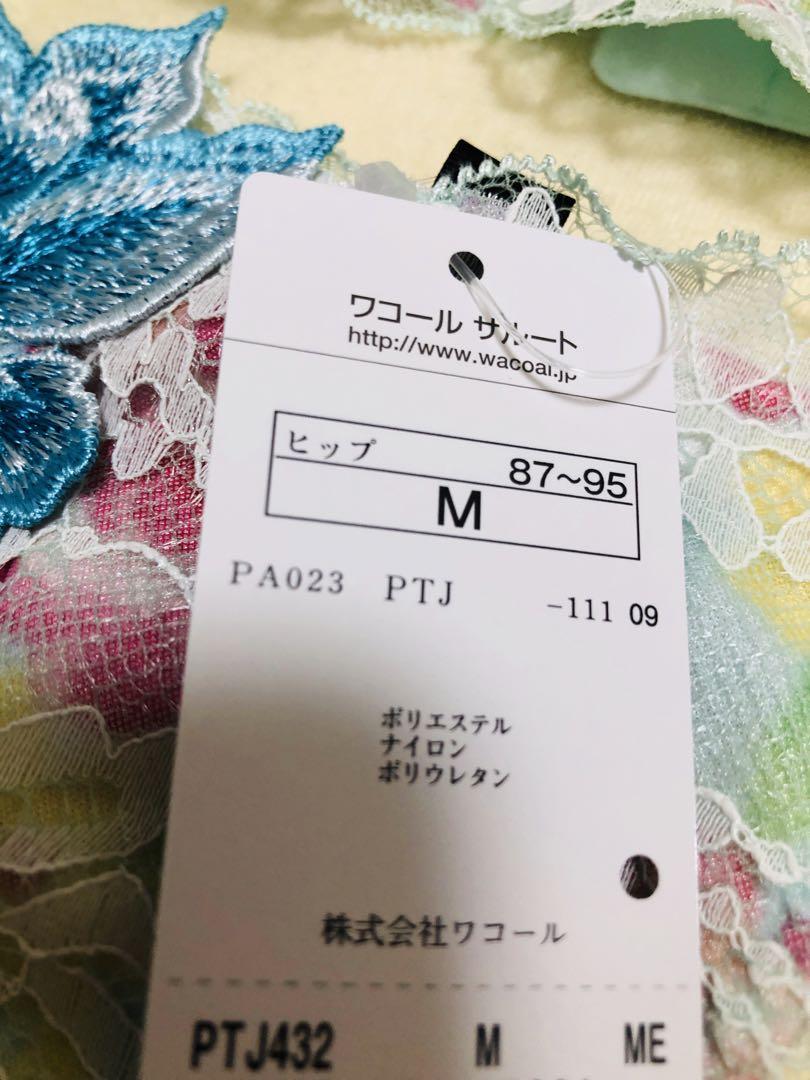 ワコール サルート
http://www.wacoal.jp
ヒップ 87~95
M
PA023 PTJ -111 09
ポリエステル
ナイロン
ポリウレタン
株式会社ワコール
PTJ432 M ME